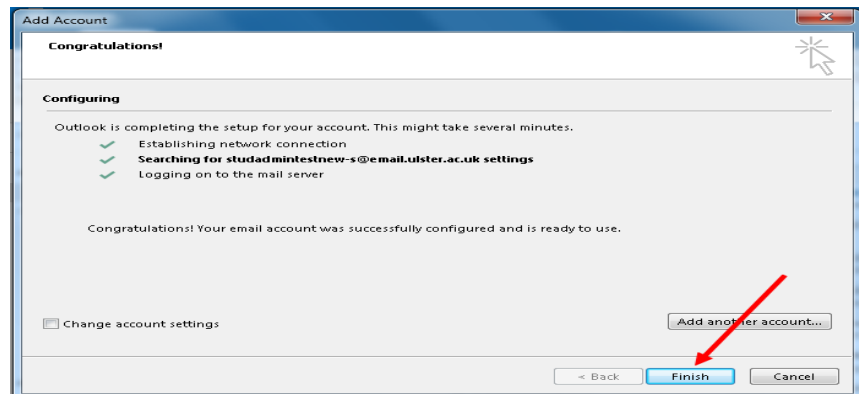 Add Account
Congratulations!
Configuring
Outlook is completing the setup for your account. This might take several minutes.
Establishing network connection
Searching for studadmintestnew-s@email.ulster.ac.uk settings
Logging on to the mail server
Congratulations! Your email account was successfully configured and is ready to use.
Change account settings
Add another account...
< Back
Finish
Cancel